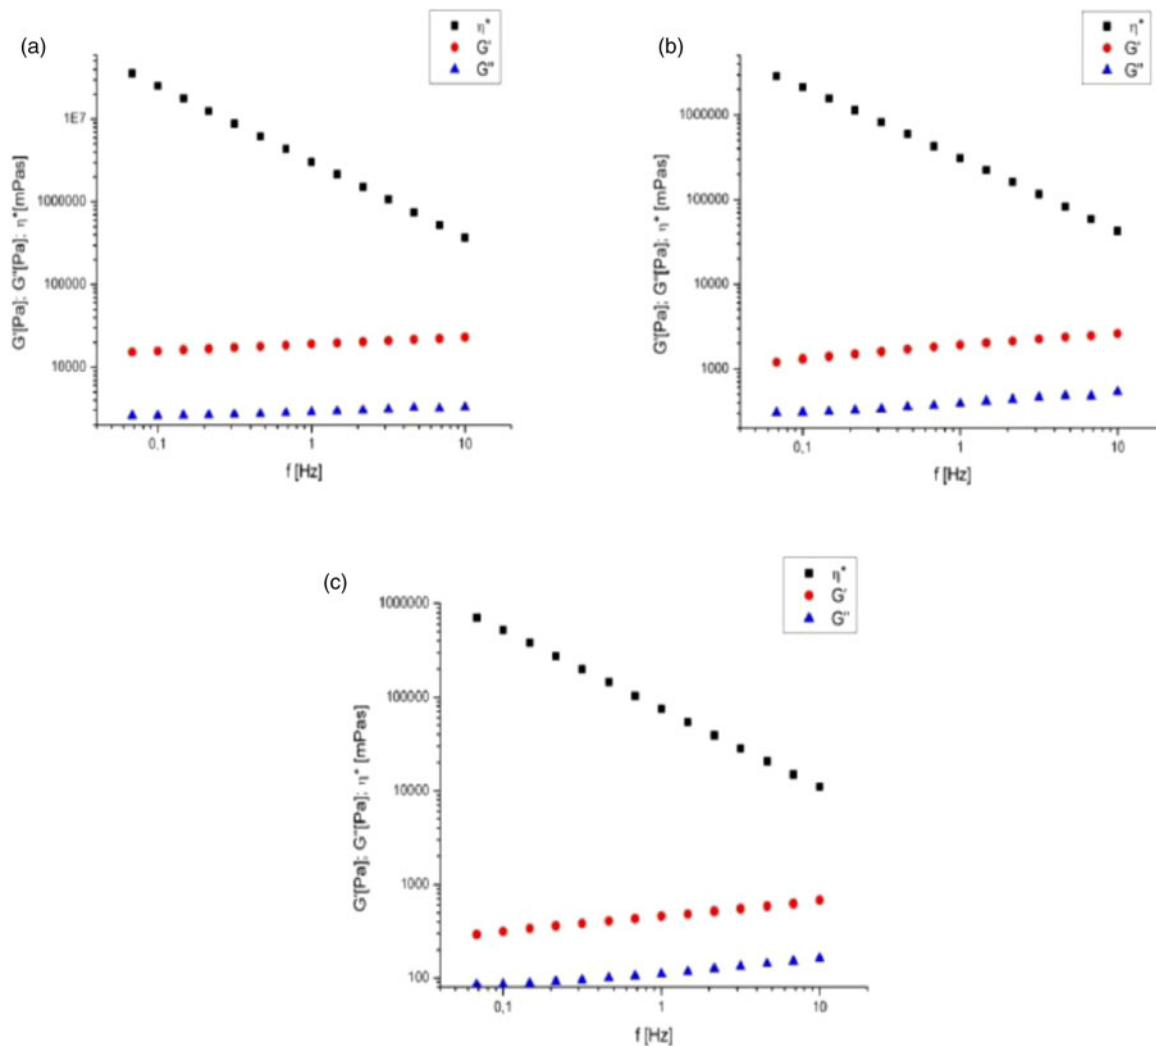 (a)
η*
G'
G''
1E7
1000000
100000
10000
G'[Pa]; G''[Pa]; η*[mPas]
0,1
1
10
f [Hz]
(b)
η*
G'
G''
1000000
100000
1000
G'[Pa]; G''[Pa]; η* [mPas]
0,1
1
10
f [Hz]
(c)
η*
G'
G''
1000000
100000
10000
1000
100
G'[Pa]; G''[Pa]; η* [mPas]
0,1
1
10
f [Hz]